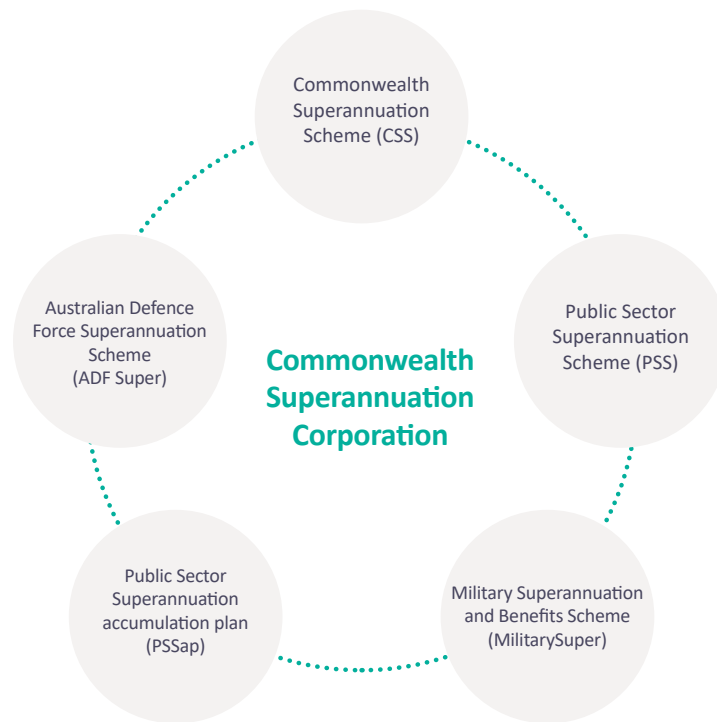 Commonwealth
Superannuation
Scheme (CSS)
Australian Defence
Force Superannuation
Scheme
(ADF Super)
Public Sector
Superannuation
Scheme (PSS)
Commonwealth
Superannuation
Corporation
Public Sector
Superannuation
accumulation plan
(PSSap)
Military Superannuation
and Benefits Scheme
(MilitarySuper)